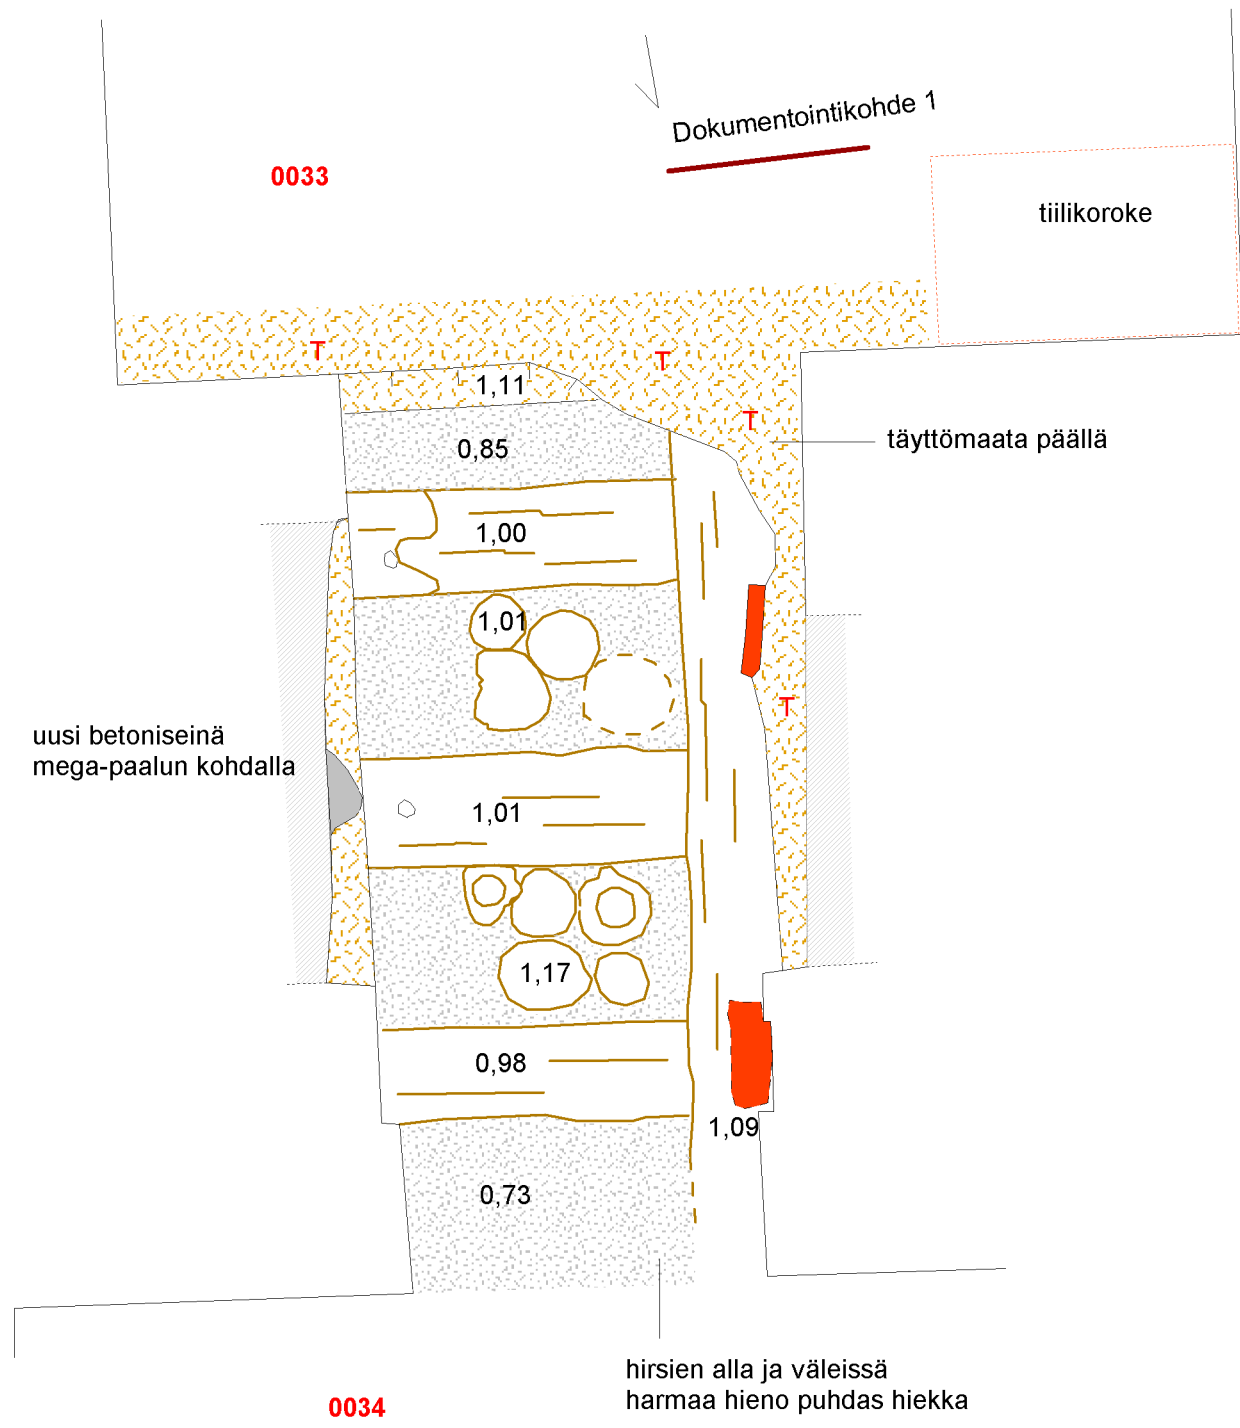 Dokumentointikohde 1
0033
tiilikoroke
T
T
1,11
T
täyttömaata päällä
0,85
1,00
1,01
T
uusi betoniseinä
mega-paalun kohdalla
1,01
1,17
0,98
1,09
0,73
hirsien alla ja väleissä
harmaa hieno puhdas hiekka
0034